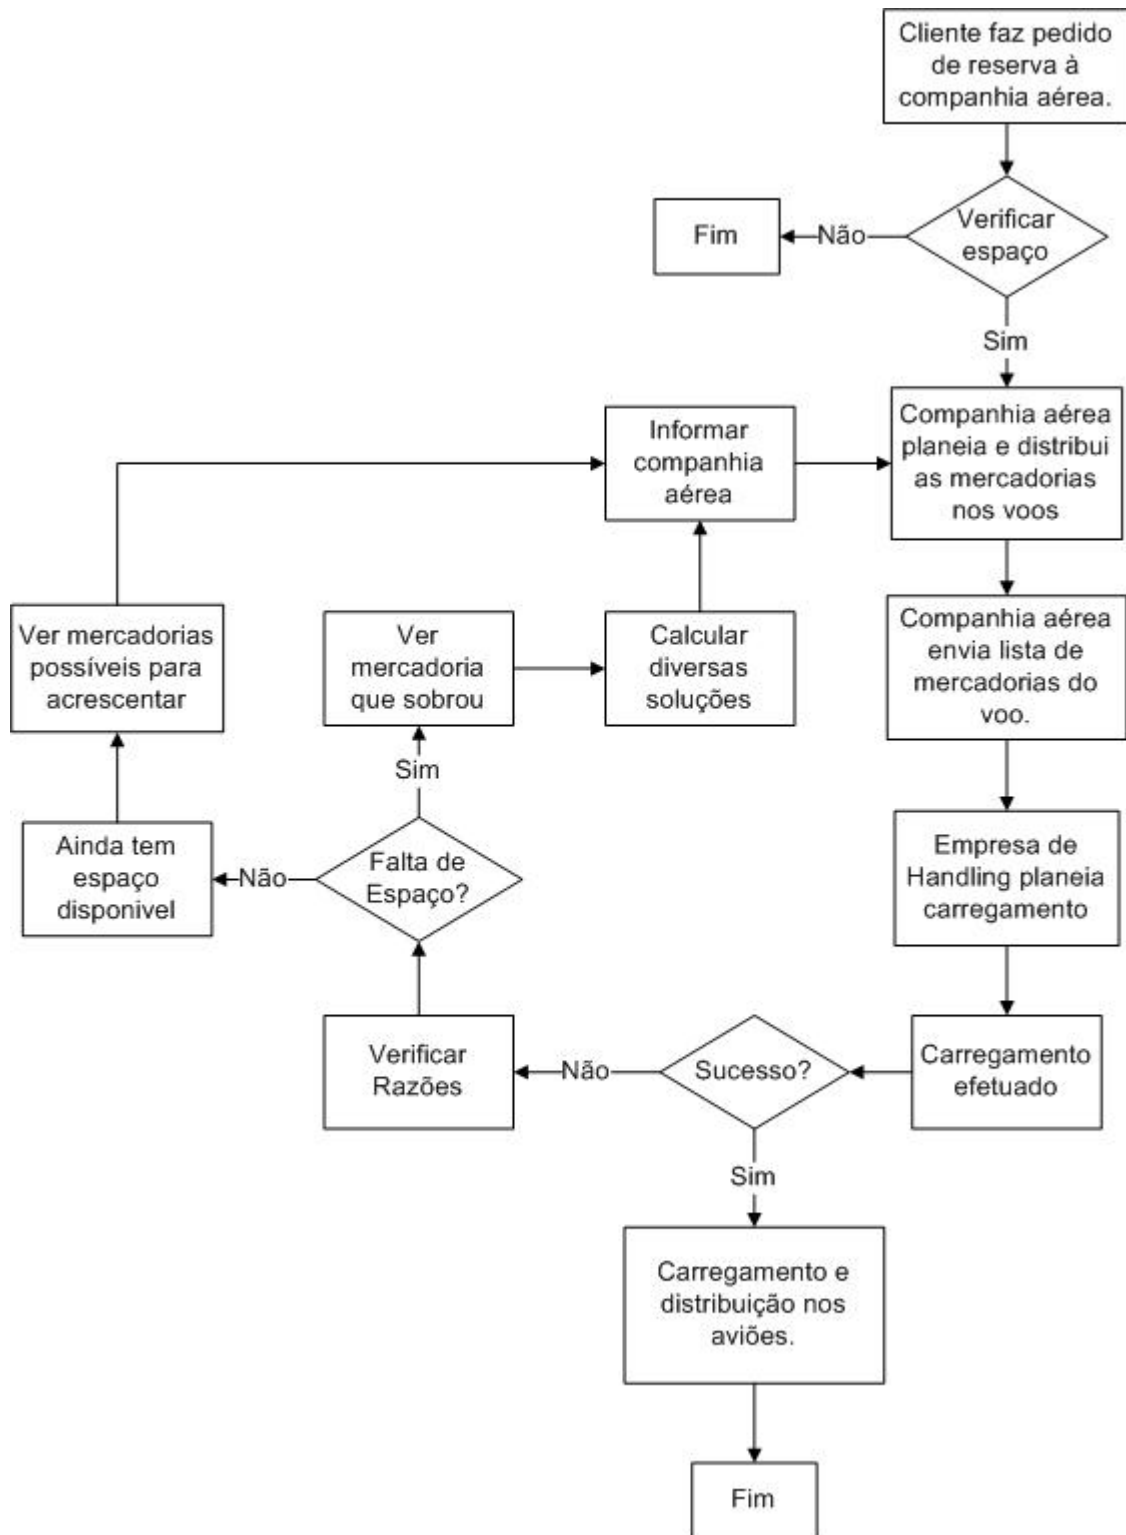 Cliente faz pedido
de reserva à
companhia aérea.
Verificar
espaço
Não
Fim
Sim
Companhia aérea
planeia e distribui
as mercadorias
nos voos
Informar
companhia
aérea
Companhia aérea
envia lista de
mercadorias do
voo.
Calcular
diversas
soluções
Ver
mercadoria
que sobrou
Ver mercadorias
possíveis para
acrescentar
Sim
Empresa de
Handling planeia
carregamento
Falta de
Espaço?
Não
Ainda tem
espaço
disponivel
Carregamento
efetuado
Sucesso?
Não
Verificar
Razões
Sim
Carregamento e
distribuição nos
aviões.
Fim